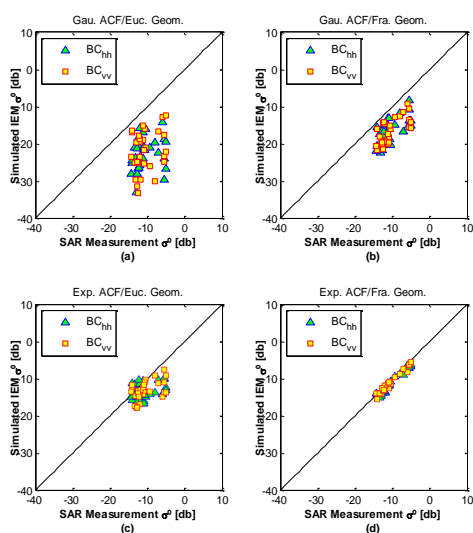 Gau. ACF/Euc. Geom.
10
0
-10
-20
-30
-40
Simulated IEM σ⁰ [db]
BC_hh
BC_vv
-40 -30 -20 -10 0 10
SAR Measurement σ⁰ [db]
(a)
Gau. ACF/Fra. Geom.
10
0
-10
-20
-30
-40
Simulated IEM σ⁰ [db]
BC_hh
BC_vv
-40 -30 -20 -10 0 10
SAR Measurement σ⁰ [db]
(b)
Exp. ACF/Euc. Geom.
10
0
-10
-20
-30
-40
Simulated IEM σ⁰ [db]
BC_hh
BC_vv
-40 -30 -20 -10 0 10
SAR Measurement σ⁰ [db]
(c)
Exp. ACF/Fra. Geom.
10
0
-10
-20
-30
-40
Simulated IEM σ⁰ [db]
BC_hh
BC_vv
-40 -30 -20 -10 0 10
SAR Measurement σ⁰ [db]
(d)